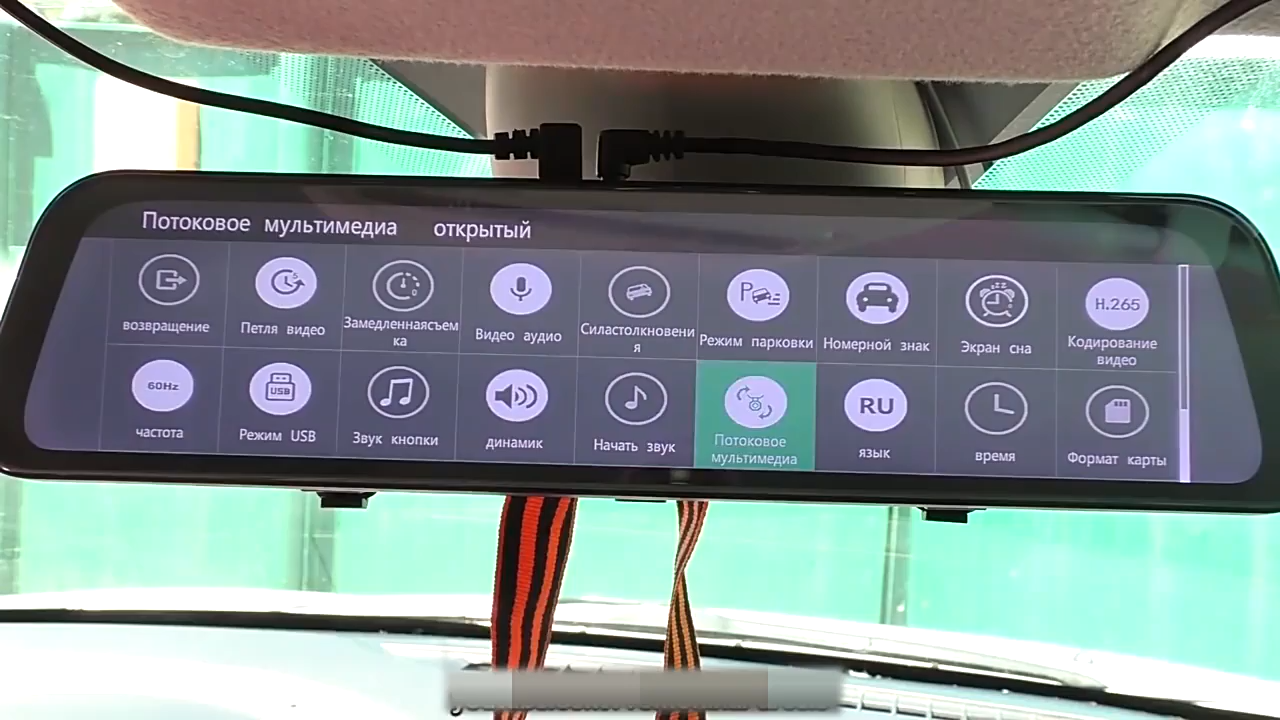 Потоковое мультимедиа открытый
возвращение
Петля видео
Замедленнаясъем
ка
Видео аудио
Силастолкновени
я
P
Режим парковки
Номерной знак
Экран сна
H.265
Кодирование
видео
60Hz
частота
USB
Режим USB
Звук кнопки
динамик
Начать звук
Потоковое
мультимедиа
RU
язык
время
Формат карты